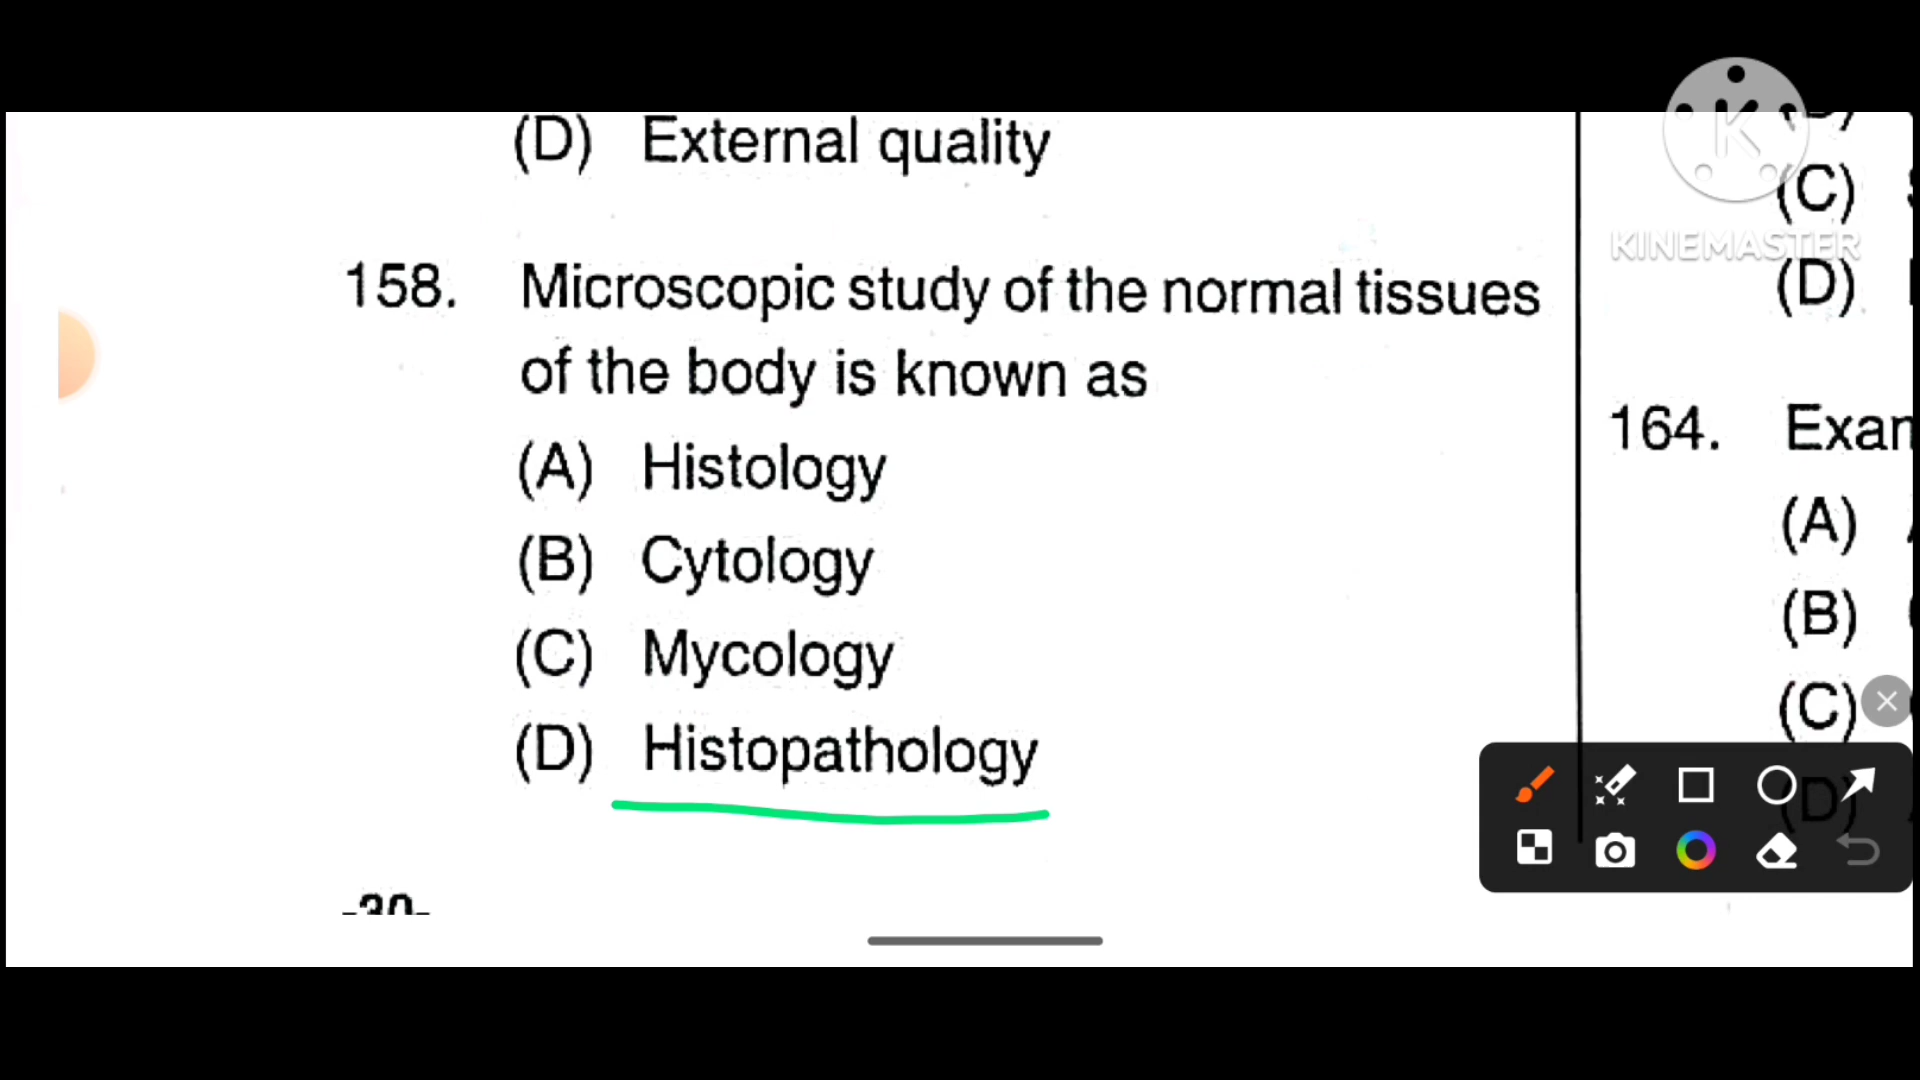 (D) External quality
158. Microscopic study of the normal tissues
of the body is known as
(A) Histology
(B) Cytology
(C) Mycology
(D) Histopathology
-30-
(C)
(D)
164.
(A)
(B)
(C)
(D)
K
KINEMASTER